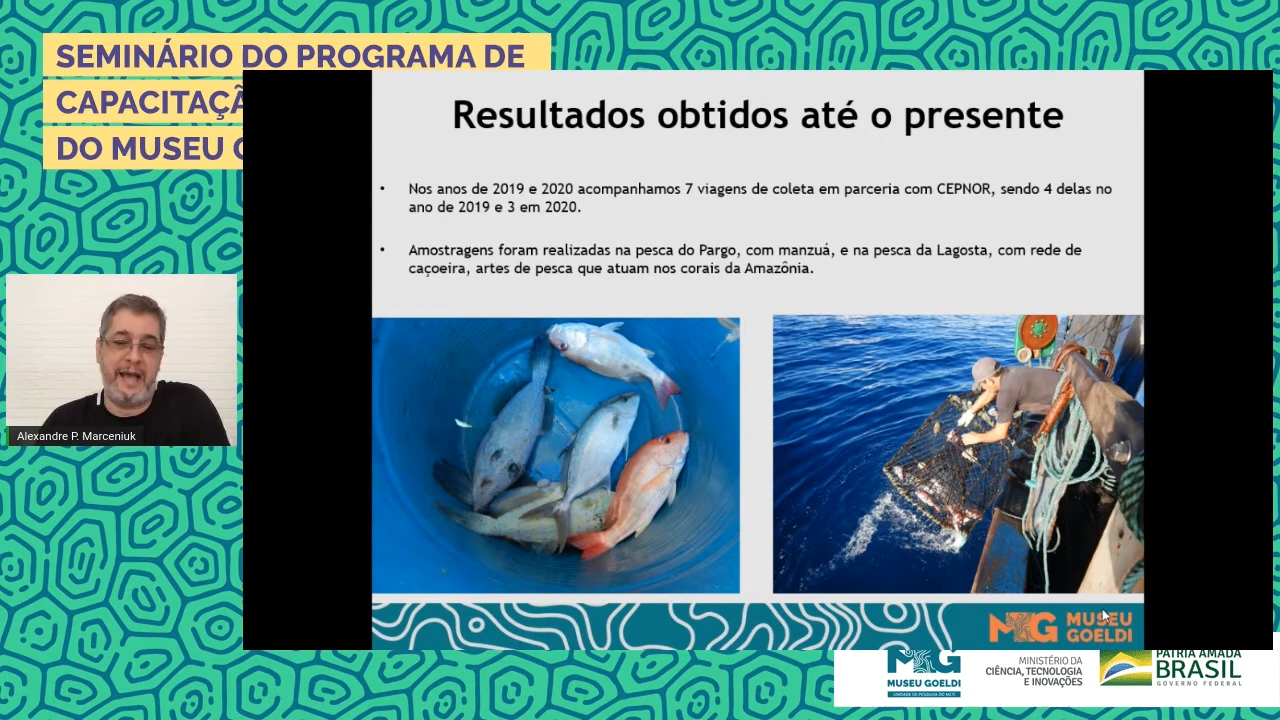 SEMINÁRIO DO PROGRAMA DE
CAPACITAÇÃ
DO MUSEU G
Resultados obtidos até o presente
• Nos anos de 2019 e 2020 acompanhamos 7 viagens de coleta em parceria com CEPNOR, sendo 4 delas no
ano de 2019 e 3 em 2020.
• Amostragens foram realizadas na pesca do Pargo, com manzuá, e na pesca da Lagosta, com rede de
caçoeira, artes de pesca que atuam nos corais da Amazônia.
Alexandre P. Marceniuk
MG MUSEU
GOELDI
MG
MUSEU GOELDI
UNIDADE DE PESQUISA DO MCTI
MINISTÉRIO DA
CIÊNCIA, TECNOLOGIA
E INOVAÇÕES
PÁTRIA AMADA
BRASIL
GOVERNO FEDERAL